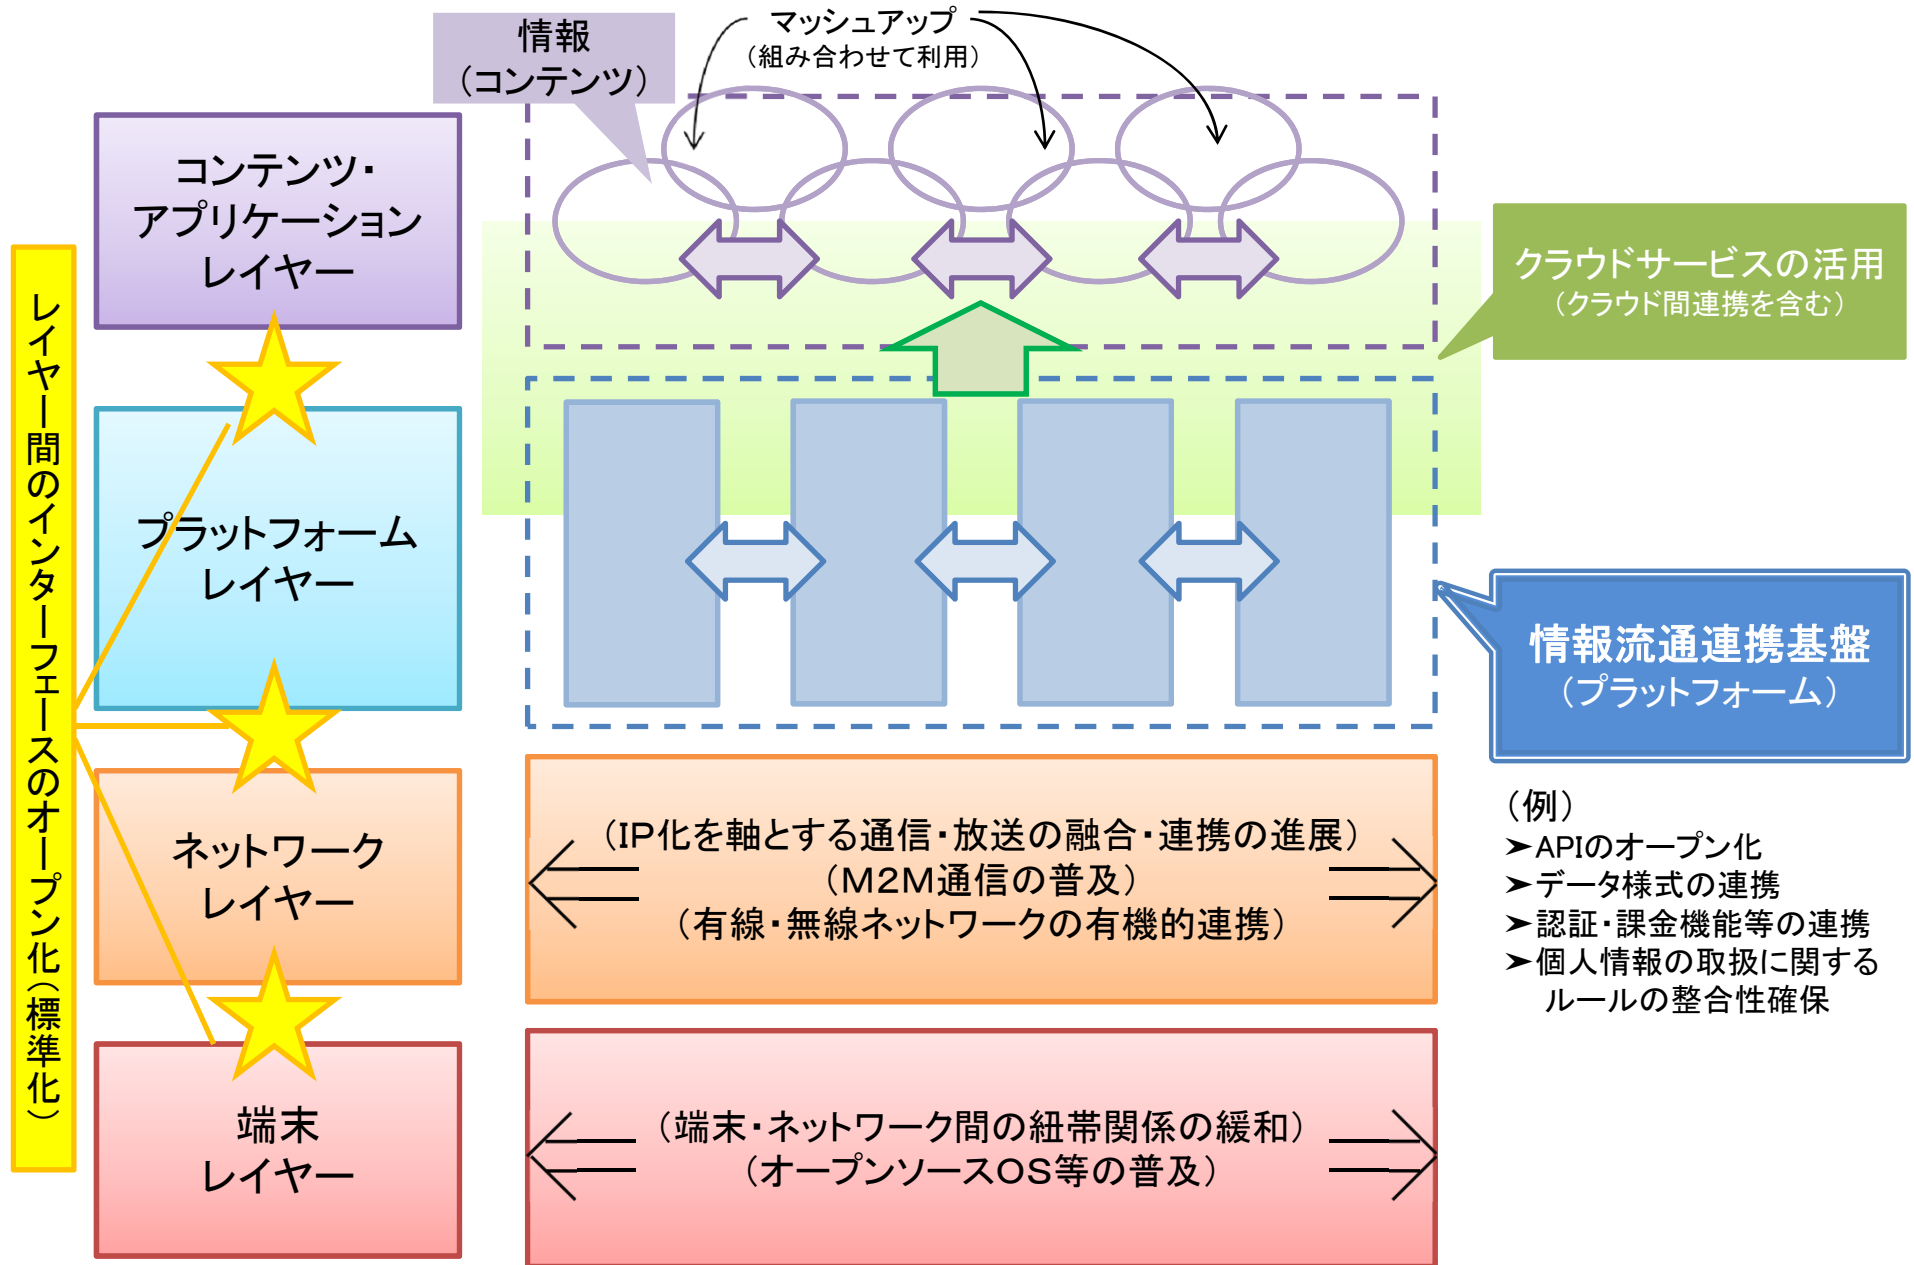 情報
（コンテンツ）
マッシュアップ
（組み合わせて利用）
コンテンツ・
アプリケーション
レイヤー
クラウドサービスの活用
（クラウド間連携を含む）
レイヤー間のインターフェースのオープン化（標準化）
プラットフォーム
レイヤー
情報流通連携基盤
（プラットフォーム）
ネットワーク
レイヤー
（IP化を軸とする通信・放送の融合・連携の進展）
（M2M通信の普及）
（有線・無線ネットワークの有機的連携）
（例）
➤APIのオープン化
➤データ様式の連携
➤認証・課金機能等の連携
➤個人情報の取扱に関する
ルールの整合性確保
端末
レイヤー
（端末・ネットワーク間の紐帯関係の緩和）
（オープンソースOS等の普及）